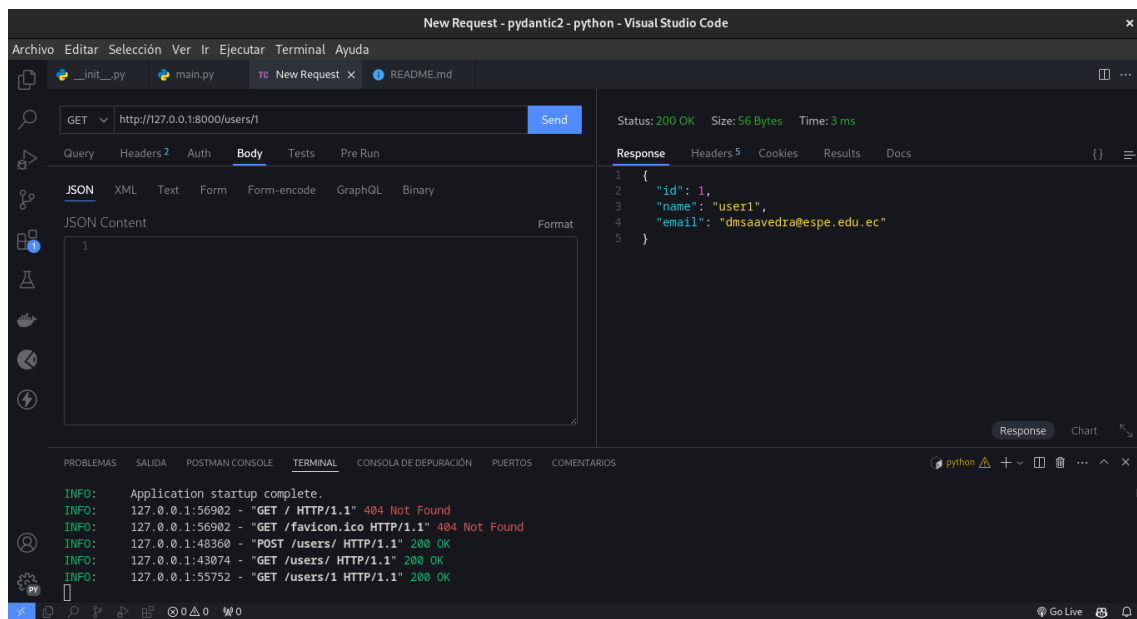 New Request - pydantic2 - python - Visual Studio Code ×
Archivo Editar Selección Ver Ir Ejecutar Terminal Ayuda
__init__.py main.py TC New Request × README.md
GET http://127.0.0.1:8000/users/1 Send
Query Headers 2 Auth Body Tests Pre Run
JSON XML Text Form Form-encode GraphQL Binary
JSON Content Format
1
Status: 200 OK Size: 56 Bytes Time: 3 ms
Response Headers 5 Cookies Results Docs {}
1 {
2 "id": 1,
3 "name": "user1",
4 "email": "dmsaavedra@espe.edu.ec"
5 }
Response Chart
1
PROBLEMAS SALIDA POSTMAN CONSOLE TERMINAL CONSOLA DE DEPURACIÓN PUERTOS COMENTARIOS python
INFO: Application startup complete.
INFO: 127.0.0.1:56902 - "GET / HTTP/1.1" 404 Not Found
INFO: 127.0.0.1:56902 - "GET /favicon.ico HTTP/1.1" 404 Not Found
INFO: 127.0.0.1:48360 - "POST /users/ HTTP/1.1" 200 OK
INFO: 127.0.0.1:43074 - "GET /users/ HTTP/1.1" 200 OK
INFO: 127.0.0.1:55752 - "GET /users/1 HTTP/1.1" 200 OK
PY
0 0 0 Go Live